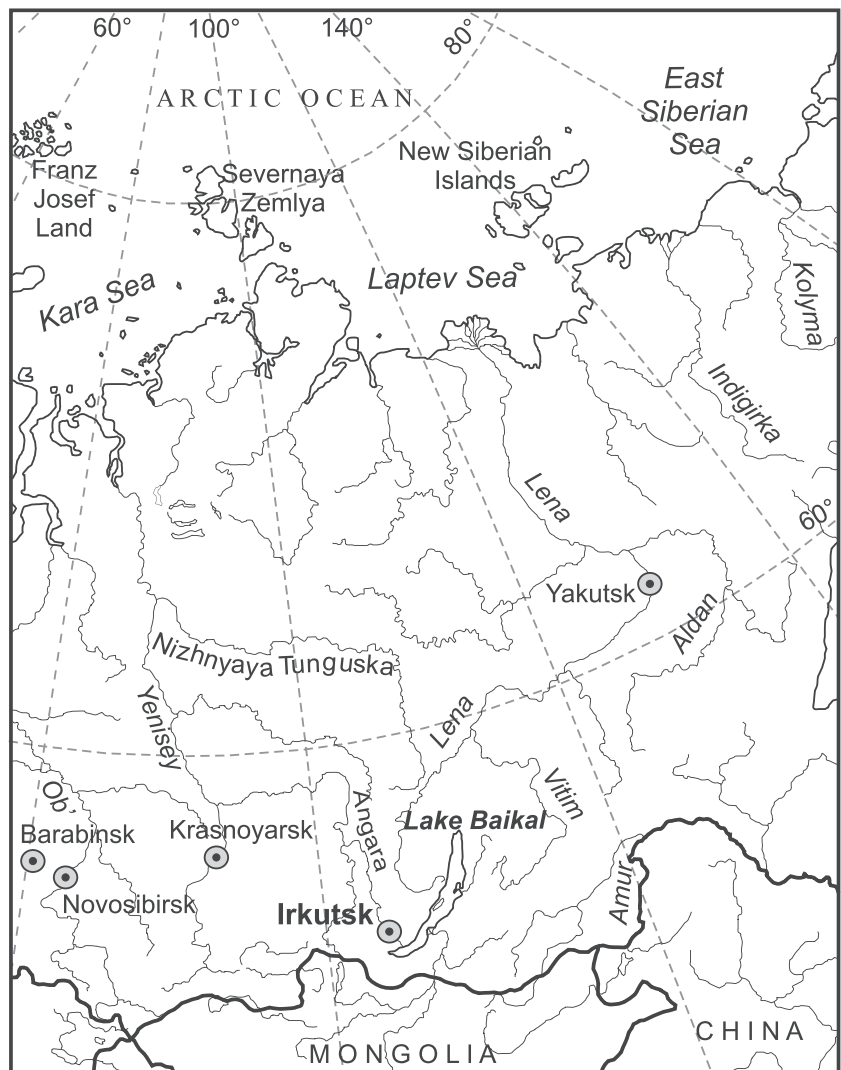 60°
100°
140°
80°
ARCTIC OCEAN
East
Siberian
Sea
Franz
Josef
Land
Severnaya
Zemlya
New Siberian
Islands
Kara Sea
Laptev Sea
Kolyma
Indigirka
Lena
60°
Yakutsk
Aldan
Nizhnyaya Tunguska
Yenisey
Lena
Ob'
Angara
Vitim
Barabinsk
Krasnoyarsk
Lake Baikal
Novosibirsk
Irkutsk
Amur
CHINA
MONGOLIA